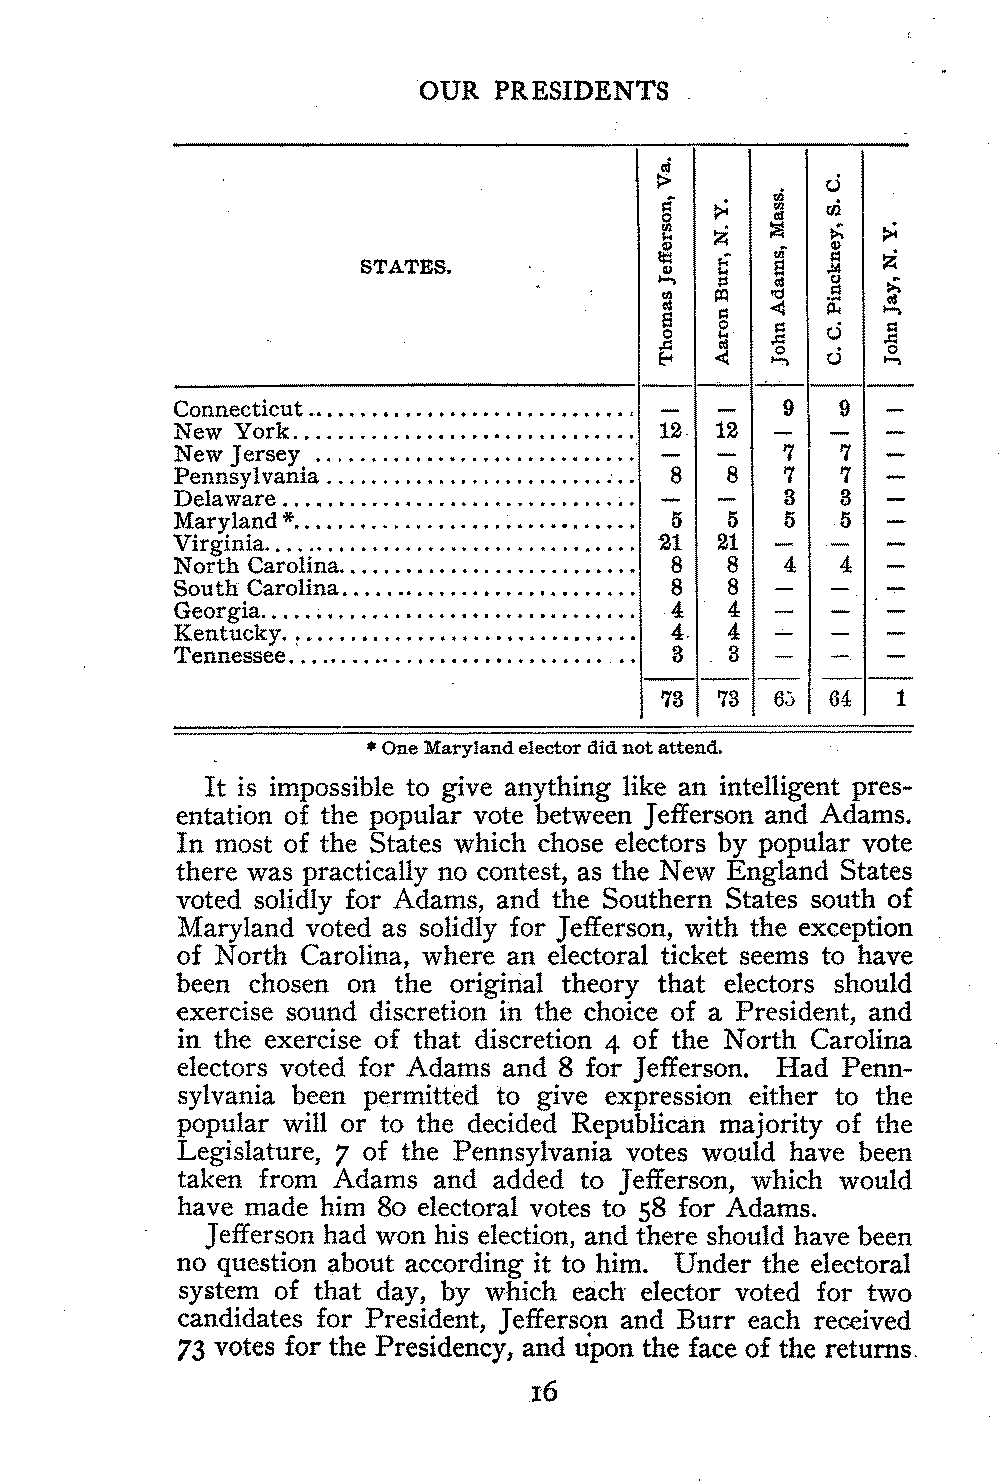 OUR PRESIDENTS
STATES. Thomas Jefferson, Va. Aaron Burr, N. Y. John Adams, Mass. C. C. Pinckney, S. C. John Jay, N. Y.
Connecticut.............................. — — 9 9 —
New York................................ 12 12 — — —
New Jersey .............................. — — 7 7 —
Pennsylvania ............................ 8 8 7 7 —
Delaware................................. — — 3 3 —
Maryland *............................... 5 5 5 5 —
Virginia.................................. 21 21 — — —
North Carolina........................... 8 8 4 4 —
South Carolina........................... 8 8 — — —
Georgia.................................. 4 4 — — —
Kentucky................................ 4 4 — — —
Tennessee................................ 3 3 — — —
73 73 65 64 1
* One Maryland elector did not attend.
It is impossible to give anything like an intelligent pres-
entation of the popular vote between Jefferson and Adams.
In most of the States which chose electors by popular vote
there was practically no contest, as the New England States
voted solidly for Adams, and the Southern States south of
Maryland voted as solidly for Jefferson, with the exception
of North Carolina, where an electoral ticket seems to have
been chosen on the original theory that electors should
exercise sound discretion in the choice of a President, and
in the exercise of that discretion 4 of the North Carolina
electors voted for Adams and 8 for Jefferson. Had Penn-
sylvania been permitted to give expression either to the
popular will or to the decided Republican majority of the
Legislature, 7 of the Pennsylvania votes would have been
taken from Adams and added to Jefferson, which would
have made him 80 electoral votes to 58 for Adams.
Jefferson had won his election, and there should have been
no question about according it to him. Under the electoral
system of that day, by which each elector voted for two
candidates for President, Jefferson and Burr each received
73 votes for the Presidency, and upon the face of the returns
16